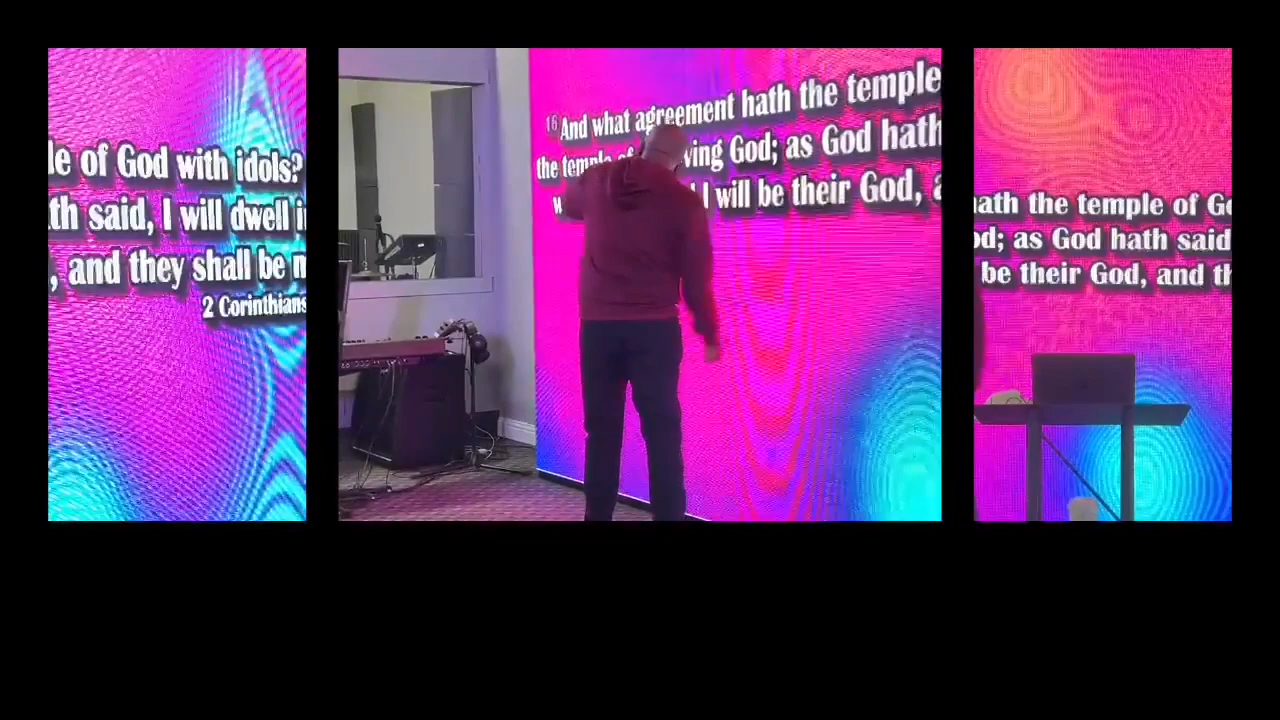 le of God with idols?
th said, I will dwell i
, and they shall be
2 Corinthians
16 And what agreement hath the temple
the temple of ving God; as God hath
I will be their God,
hath the temple of
od; as God hath said
be their God, and th